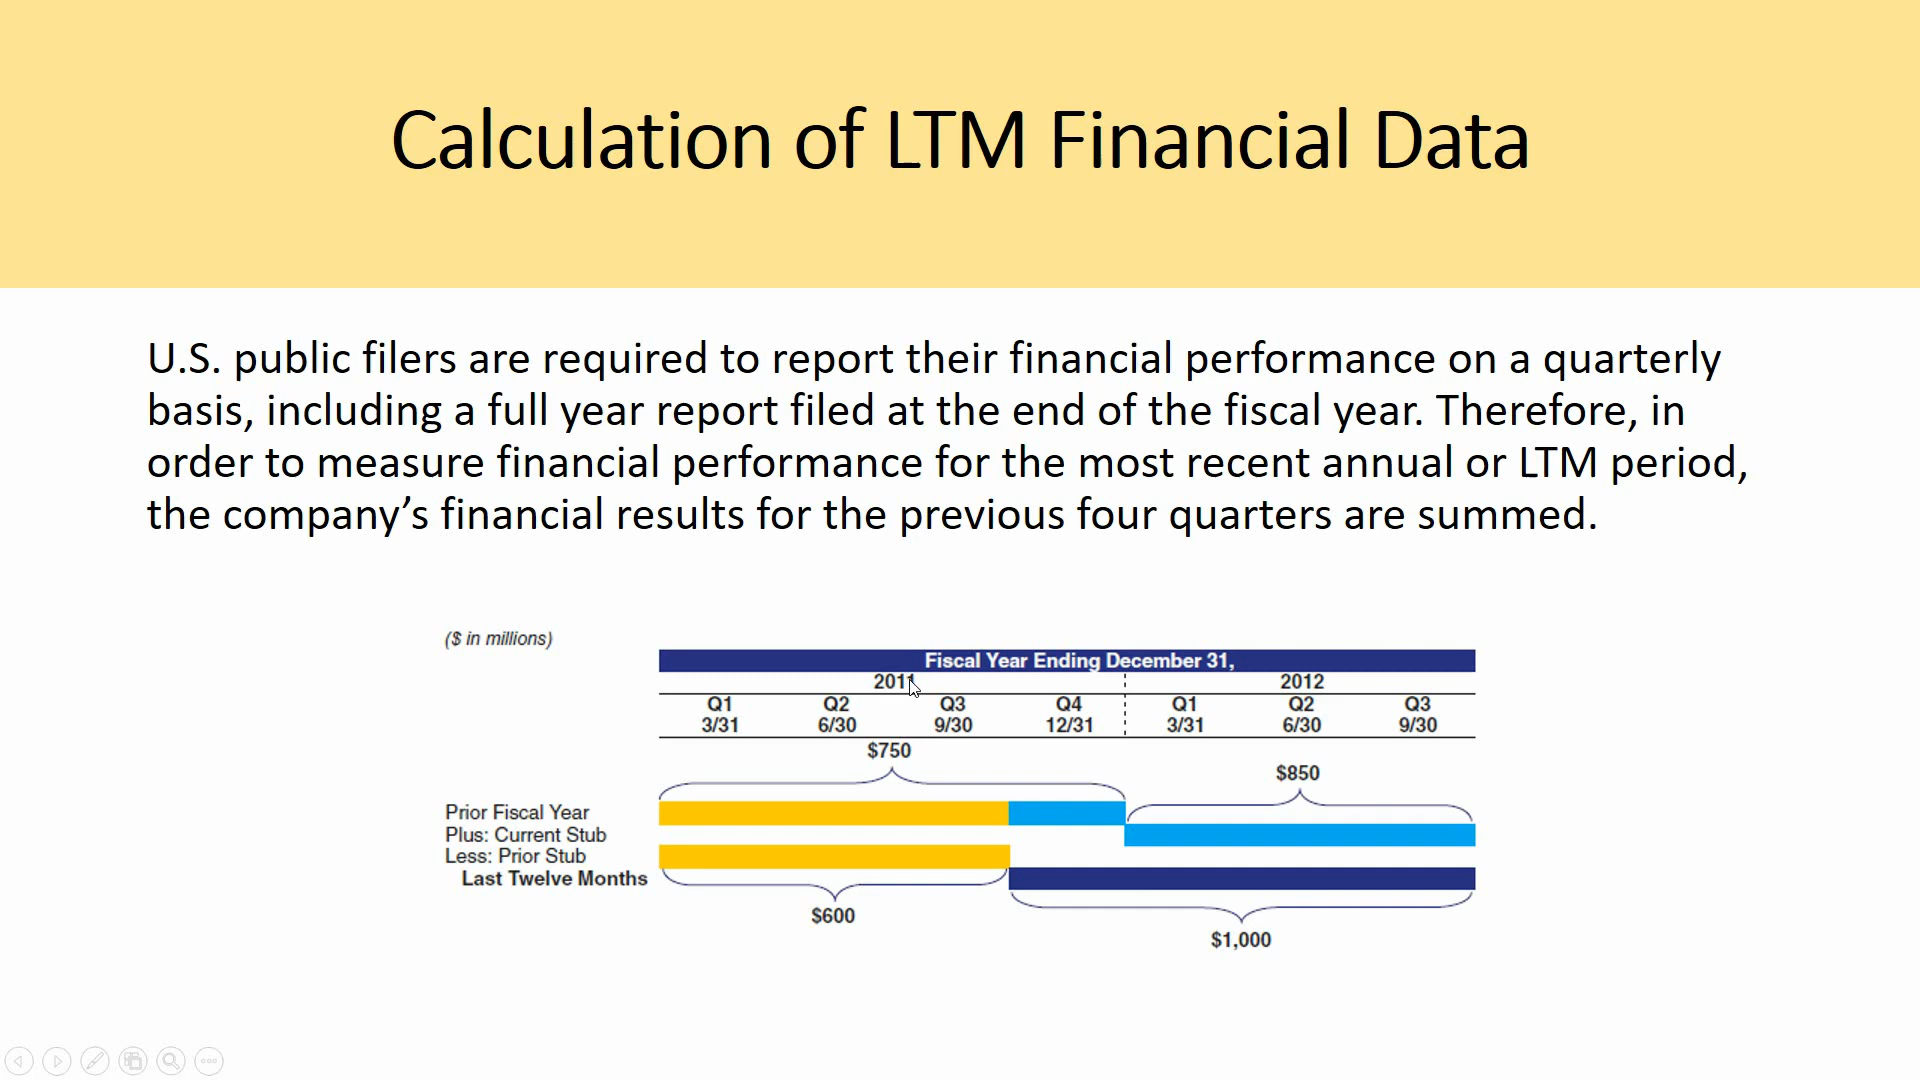 Calculation of LTM Financial Data
U.S. public filers are required to report their financial performance on a quarterly
basis, including a full year report filed at the end of the fiscal year. Therefore, in
order to measure financial performance for the most recent annual or LTM period,
the company’s financial results for the previous four quarters are summed.
($ in millions)
Fiscal Year Ending December 31,
2011 2012
Q1 Q2 Q3 Q4 Q1 Q2 Q3
3/31 6/30 9/30 12/31 3/31 6/30 9/30
$750
$850
Prior Fiscal Year
Plus: Current Stub
Less: Prior Stub
Last Twelve Months
$600
$1,000